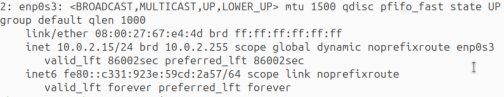 2: enp0s3: <BROADCAST,MULTICAST,UP,LOWER_UP> mtu 1500 qdisc pfifo_fast state UP
group default qlen 1000
link/ether 08:00:27:67:e4:4d brd ff:ff:ff:ff:ff:ff
inet 10.0.2.15/24 brd 10.0.2.255 scope global dynamic noprefixroute enp0s3
valid_lft 86002sec preferred_lft 86002sec
inet6 fe80::c331:923e:59cd:2a57/64 scope link noprefixroute
valid_lft forever preferred_lft forever